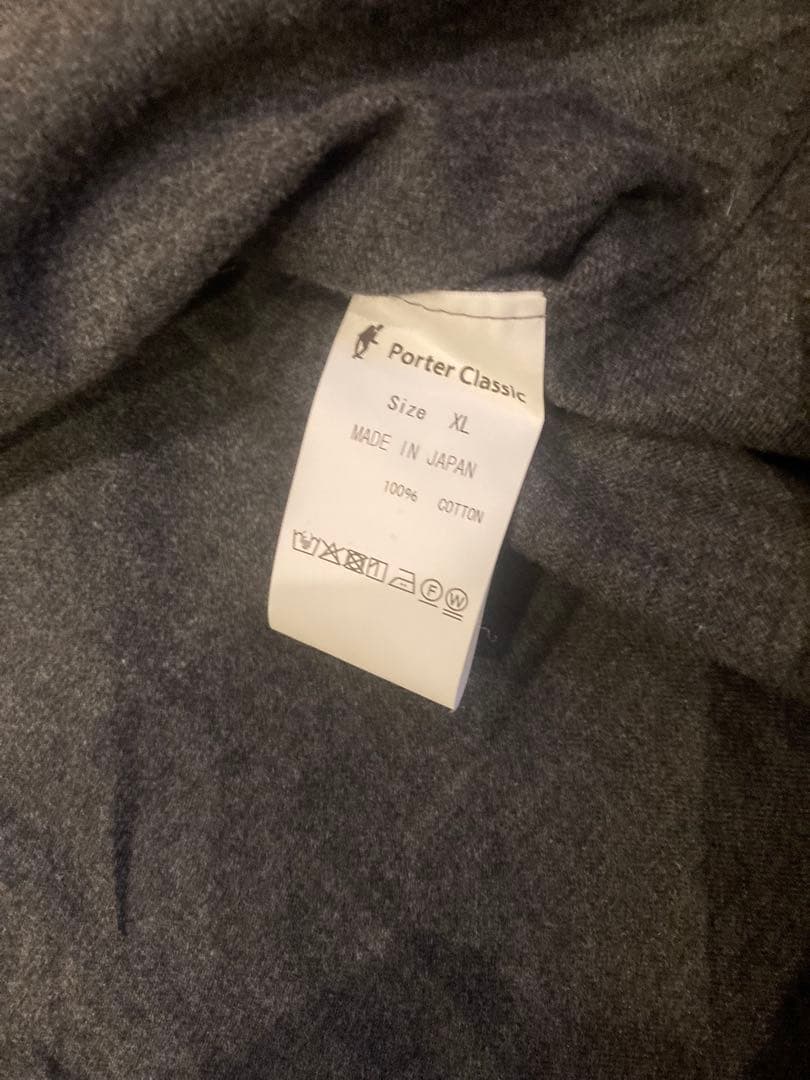 Porter Classic
Size XL
MADE IN JAPAN
100% COTTON
F W